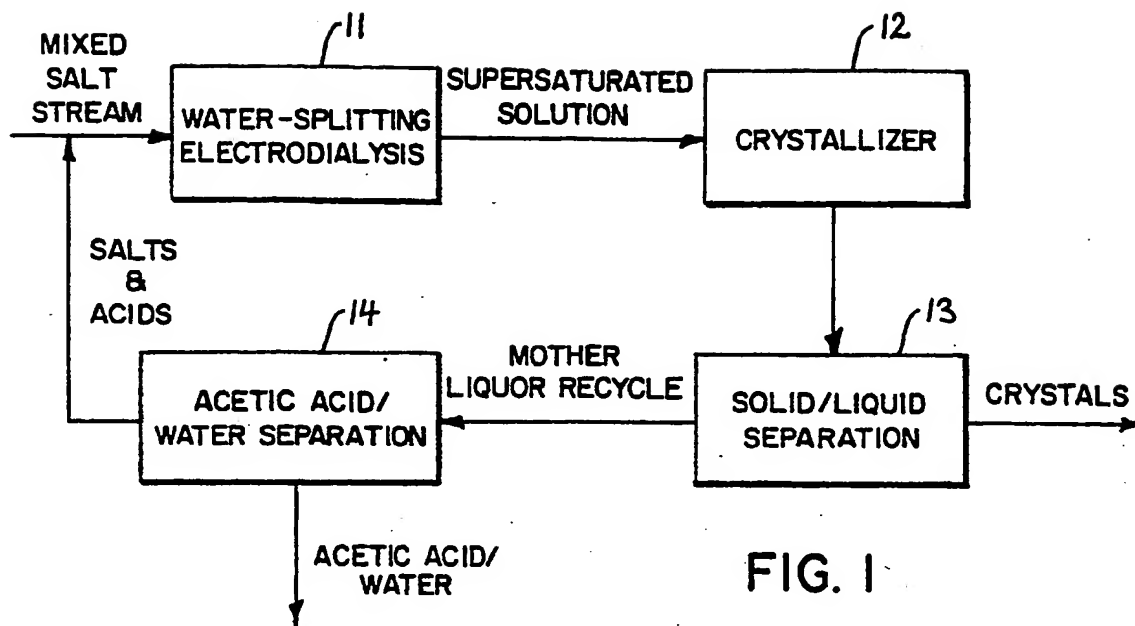 11
MIXED
SALT
STREAM
WATER-SPLITTING
ELECTRODIALYSIS
SUPERSATURATED
SOLUTION
12
CRYSTALLIZER
SALTS
&
ACIDS
14
ACETIC ACID/
WATER SEPARATION
MOTHER
LIQUOR RECYCLE
13
SOLID/LIQUID
SEPARATION
CRYSTALS
ACETIC ACID/
WATER
FIG. 1